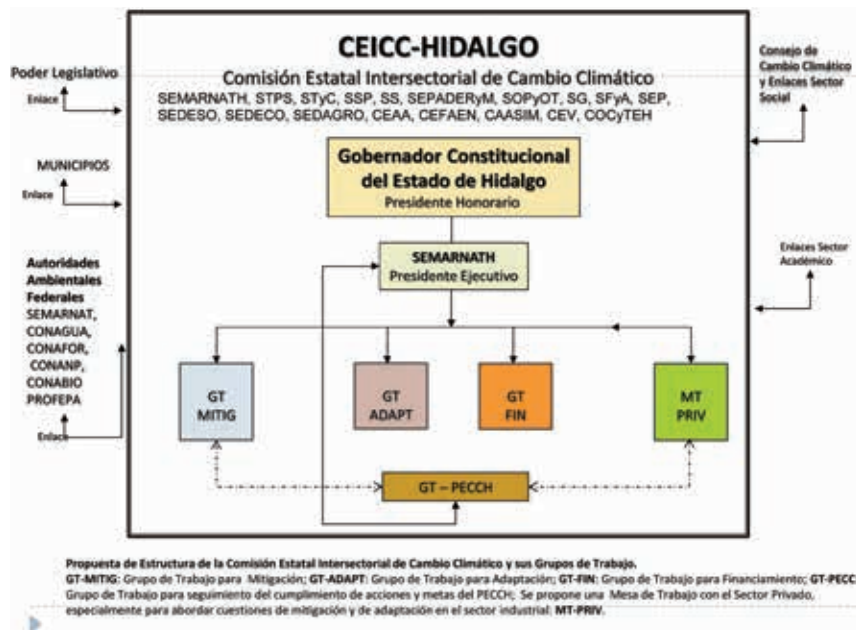 CEICC-HIDALGO
Comisión Estatal Intersectorial de Cambio Climático
SEMARNATH, STPS, STyC, SSP, SS, SEPADERyM, SOPyOT, SG, SFyA, SEP,
SEDESO, SEDECO, SEDAGRO, CEAA, CEFAEN, CAASIM, CEV, COCyTEH
Poder Legislativo
Enlace
MUNICIPIOS
Enlace
Autoridades
Ambientales
Federales
SEMARNAT,
CONAGUA,
CONAFOR,
CONANP,
CONABIO
PROFEPA
Enlace
Consejo de
Cambio Climático
y Enlaces Sector
Social
Enlaces Sector
Académico
Gobernador Constitucional
del Estado de Hidalgo
Presidente Honorario
SEMARNATH
Presidente Ejecutivo
GT
MITIG
GT
ADAPT
GT
FIN
MT
PRIV
GT – PECCH
Propuesta de Estructura de la Comisión Estatal Intersectorial de Cambio Climático y sus Grupos de Trabajo.
GT-MITIG: Grupo de Trabajo para Mitigación; GT-ADAPT: Grupo de Trabajo para Adaptación; GT-FIN: Grupo de Trabajo para Financiamiento; GT-PECC
Grupo de Trabajo para seguimiento del cumplimiento de acciones y metas del PECCH; Se propone una Mesa de Trabajo con el Sector Privado,
especialmente para abordar cuestiones de mitigación y de adaptación en el sector industrial: MT-PRIV.